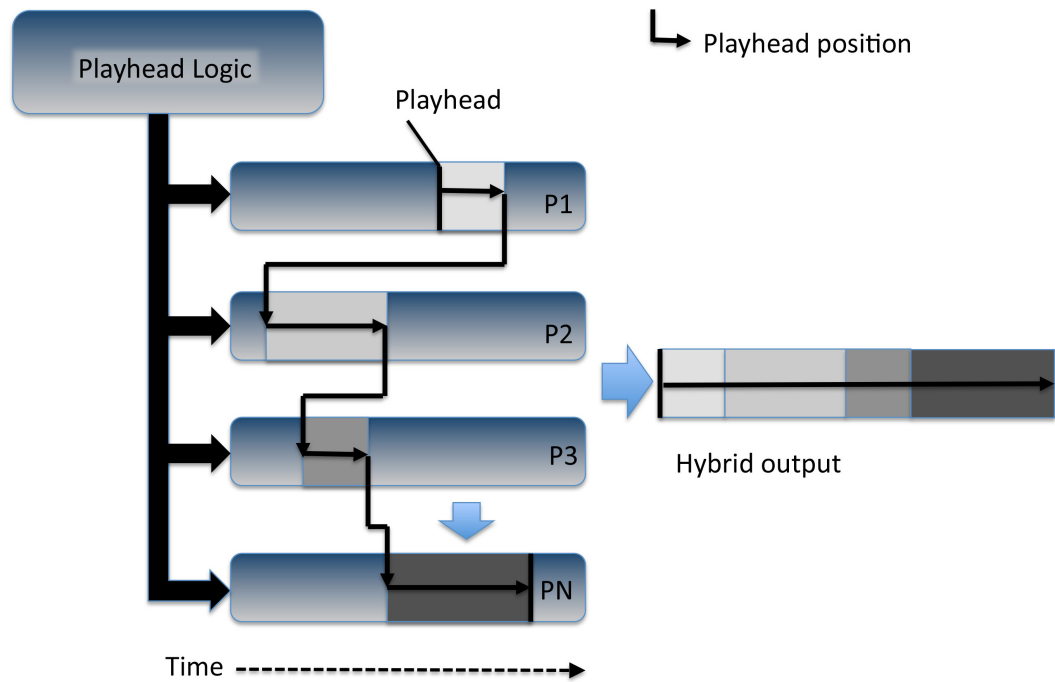 Playhead Logic
Playhead position
Playhead
P1
P2
P3
Hybrid output
PN
Time